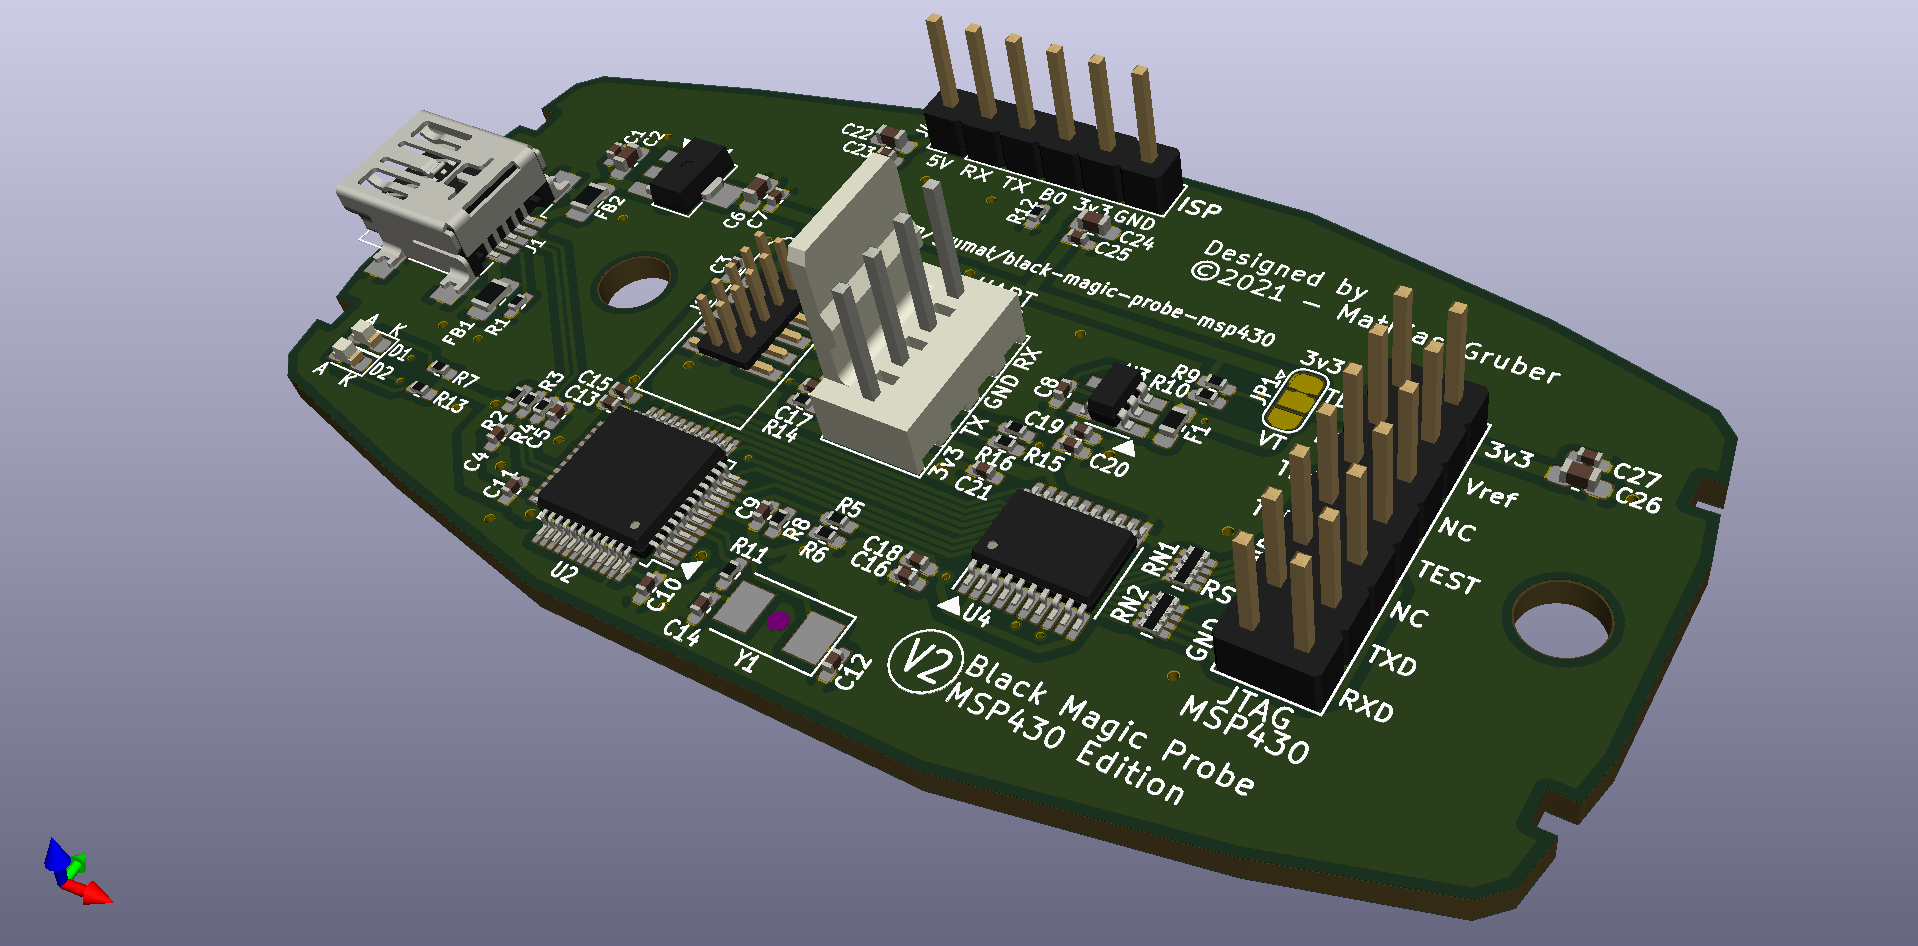 C22
C23
5V RX TX B0 3v3 GND
ISP
C1
C2
FB2
C6
C7
J1
R12
C24
C25
C3
Designed by
©2021 - Gruber
umat/black-magic-probe-msp430
FB1
R1
A K
D1
A K
D2
R7
R13
R3
C15
C13
R2
R4
C5
C4
C11
C17
R14
3v3 TX GND RX
C8
R10
R9
C19
C20
R16
R15
C21
F1
JP1
3v3
VT
3v3
Vref
NC
TEST
NC
TXD
RXD
C27
C26
C9
R8
R5
R6
R11
C18
C16
U2
C10
C14
Y1
C12
U4
RN1
RN2
RS
GND
JTAG
MSP430
V2
Black Magic Probe
MSP430 Edition